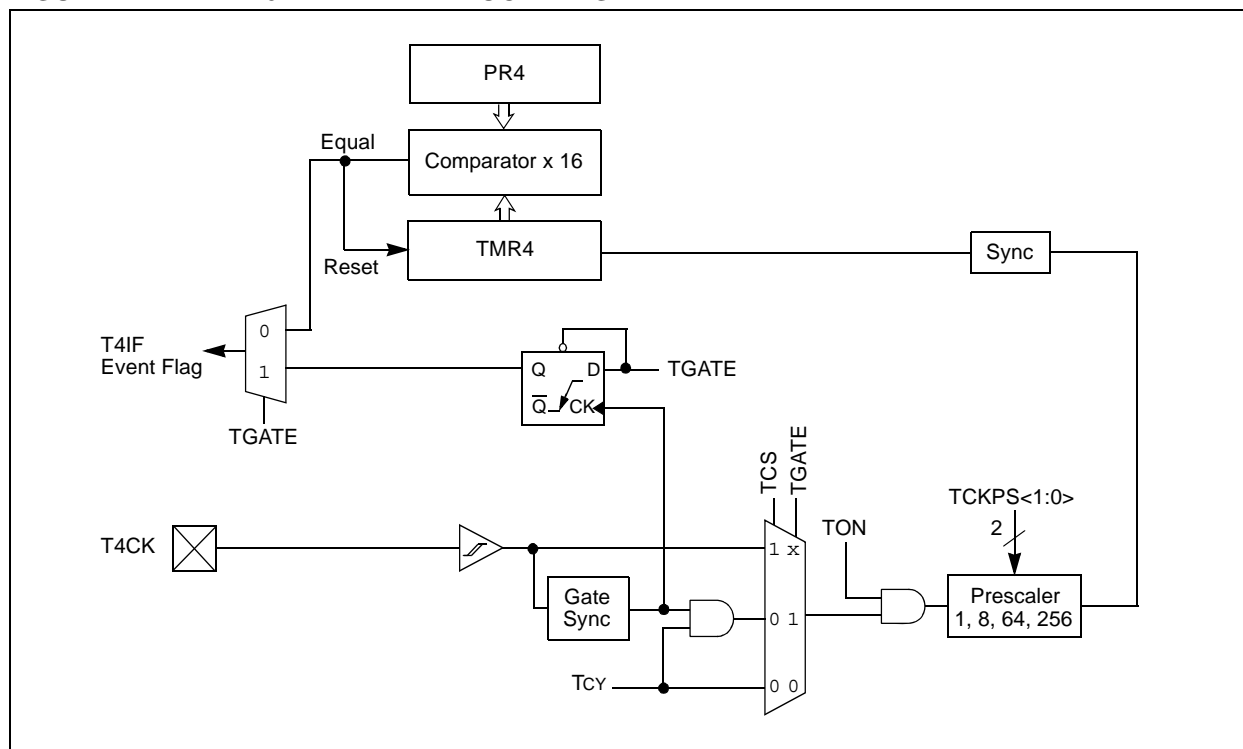 PR4
Equal
Comparator x 16
TMR4
Reset
Sync
0
1
T4IF
Event Flag
TGATE
Q D
Q CK
TGATE
TCS
TGATE
TCKPS<1:0>
2
TON
T4CK
1 x
Gate
Sync
0 1
Prescaler
1, 8, 64, 256
TCY
0 0